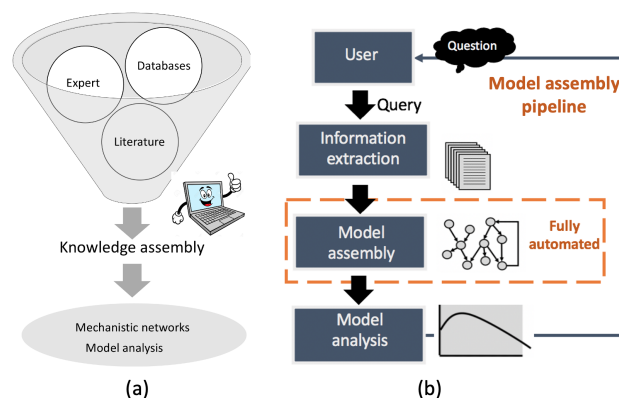 Expert
Databases
Literature
Knowledge assembly
Mechanistic networks
Model analysis
(a)
User
Question
Model assembly
pipeline
Query
Information
extraction
Model
assembly
Fully
automated
Model
analysis
(b)